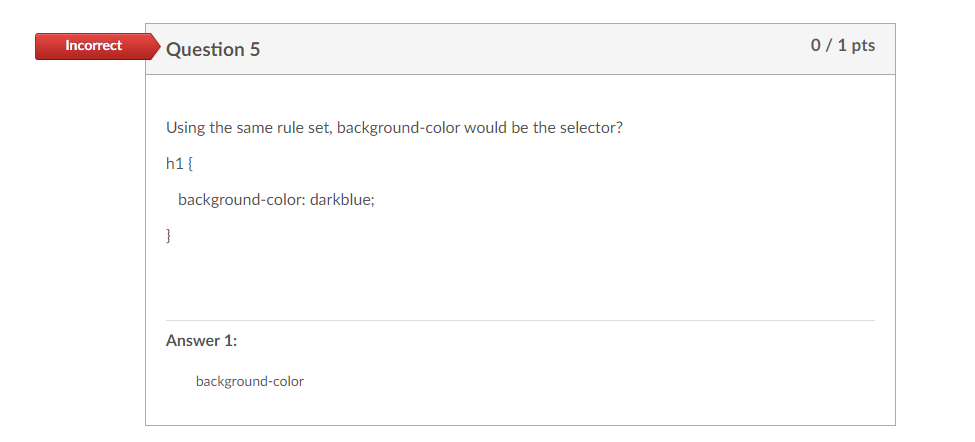 Incorrect
Question 5
0 / 1 pts
Using the same rule set, background-color would be the selector?
h1 {
background-color: darkblue;
}
Answer 1:
background-color